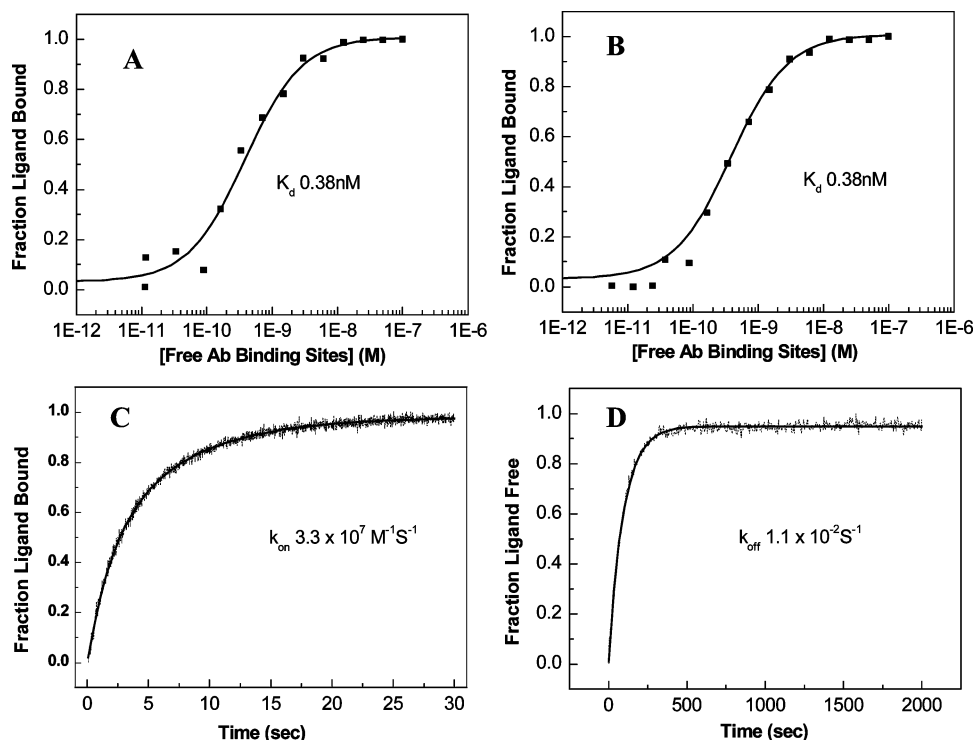 A
Fraction Ligand Bound
1.0
0.8
0.6
0.4
0.2
0.0
K_d 0.38nM
1E-12 1E-11 1E-10 1E-9 1E-8 1E-7 1E-6
[Free Ab Binding Sites] (M)
B
Fraction Ligand Bound
1.0
0.8
0.6
0.4
0.2
0.0
K_d 0.38nM
1E-12 1E-11 1E-10 1E-9 1E-8 1E-7 1E-6
[Free Ab Binding Sites] (M)
C
Fraction Ligand Bound
1.0
0.8
0.6
0.4
0.2
0.0
k_on 3.3 x 10^7 M^-1S^-1
0 5 10 15 20 25 30
Time (sec)
D
Fraction Ligand Free
1.0
0.8
0.6
0.4
0.2
0.0
k_off 1.1 x 10^-2S^-1
0 500 1000 1500 2000
Time (sec)